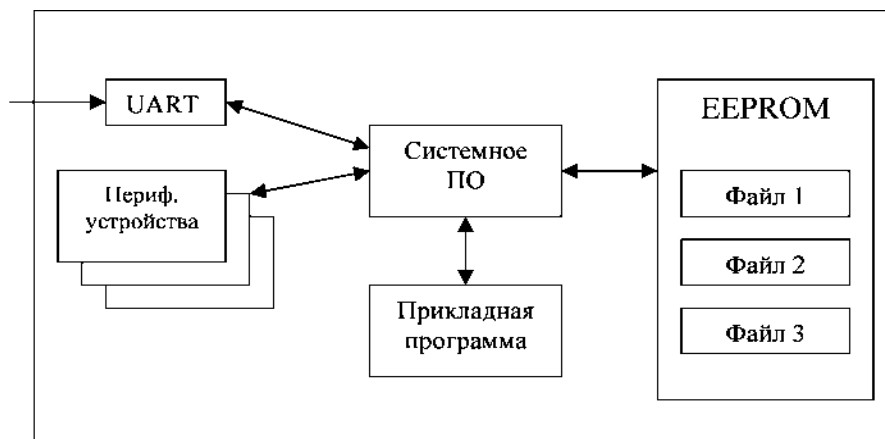 UART
EEPROM
Системное
ПО
Периф.
устройства
Файл 1
Файл 2
Файл 3
Прикладная
программа